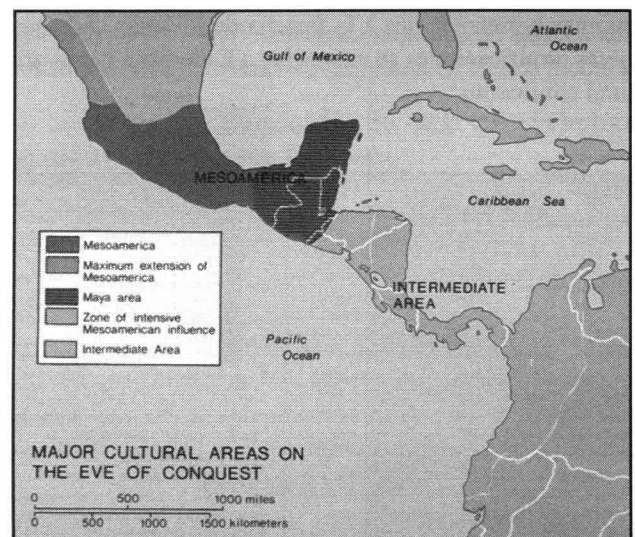 Atlantic
Ocean
Gulf of Mexico
MESOAMERICA
Caribbean Sea
Mesoamerica
Maximum extension of
Mesoamerica
Maya area
Zone of intensive
Mesoamerican influence
Intermediate Area
INTERMEDIATE
AREA
Pacific
Ocean
MAJOR CULTURAL AREAS ON
THE EVE OF CONQUEST
0 500 1000 miles
0 500 1000 1500 kilometers